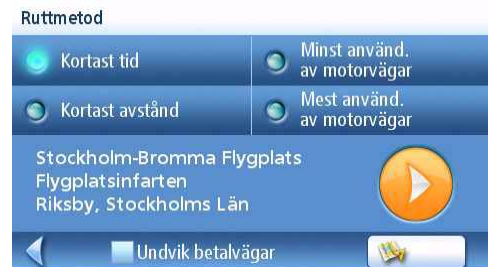 Ruttmetod
Kortast tid
Minst använd.
av motorvägar
Kortast avstånd
Mest använd.
av motorvägar
Stockholm-Bromma Flygplats
Flygplatsinfarten
Riksby, Stockholms Län
Undvik betalvägar